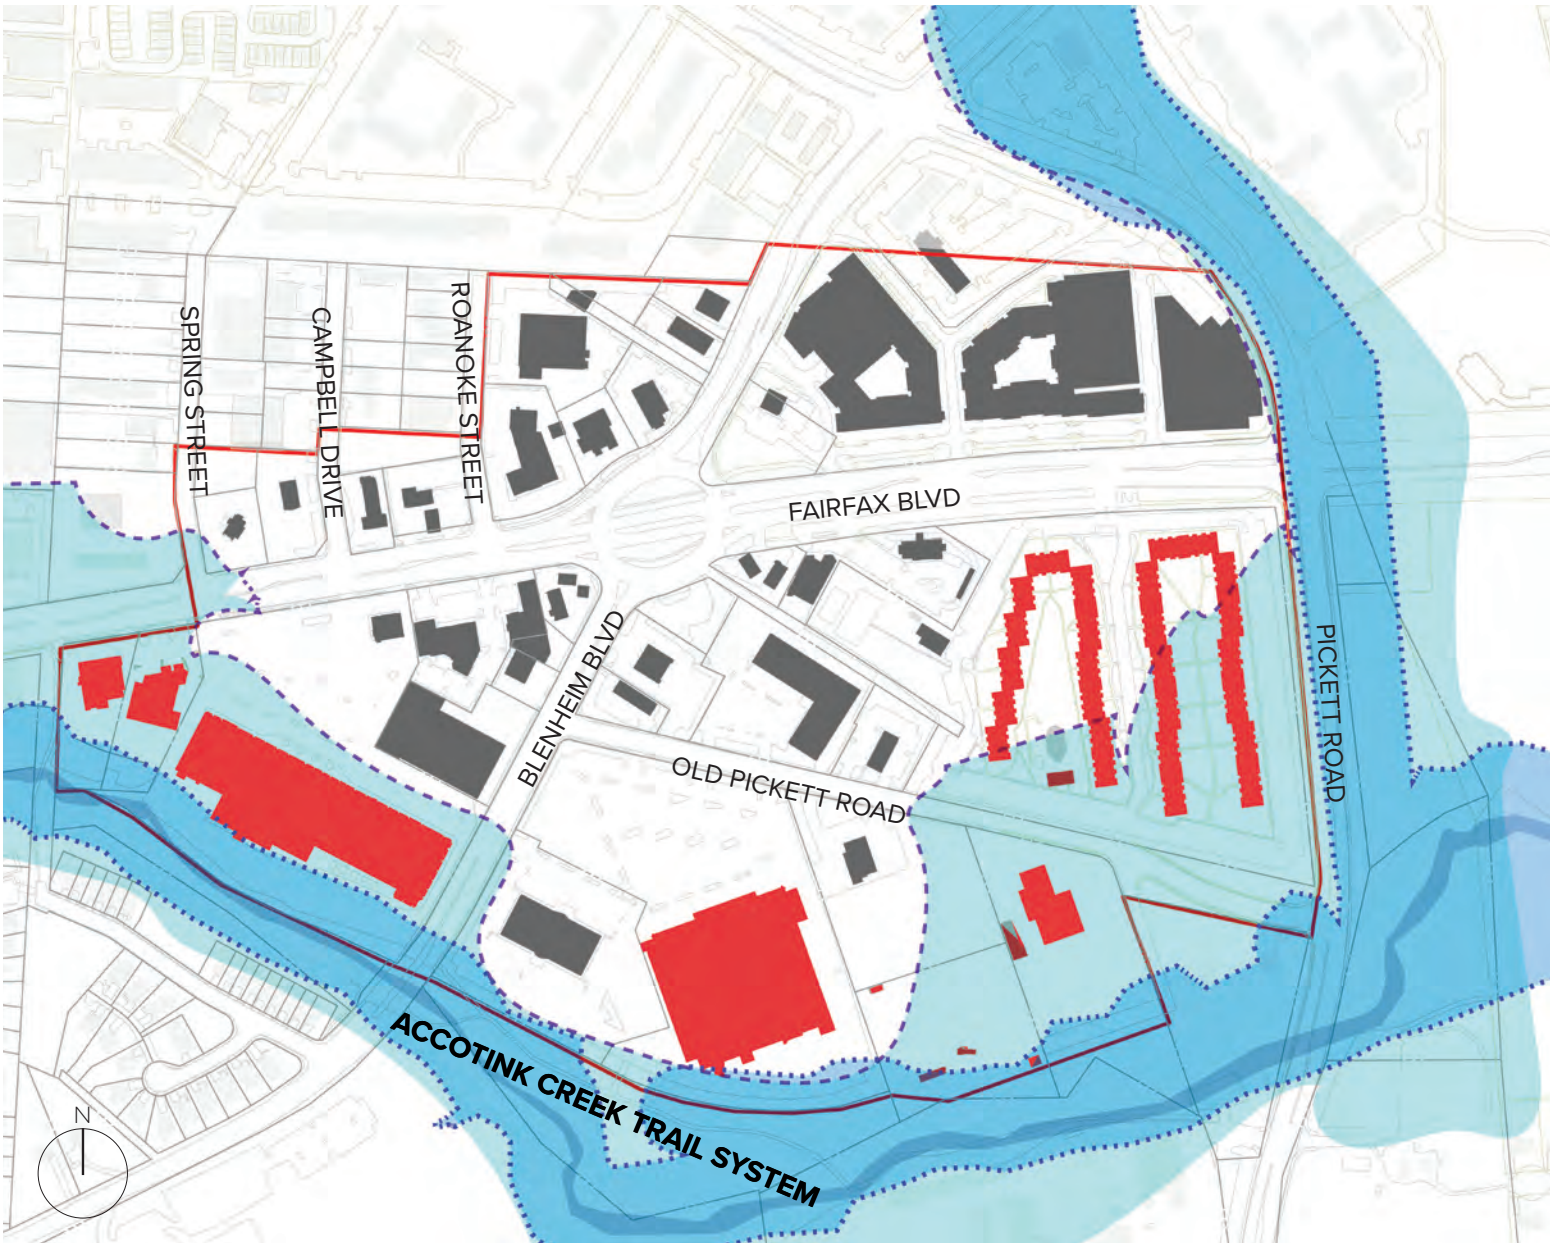 SPRING STREET
CAMPBELL DRIVE
ROANOKE STREET
FAIRFAX BLVD
BLENHEIM BLVD
PICKETT ROAD
OLD PICKETT ROAD
ACCOTINK CREEK TRAIL SYSTEM
N